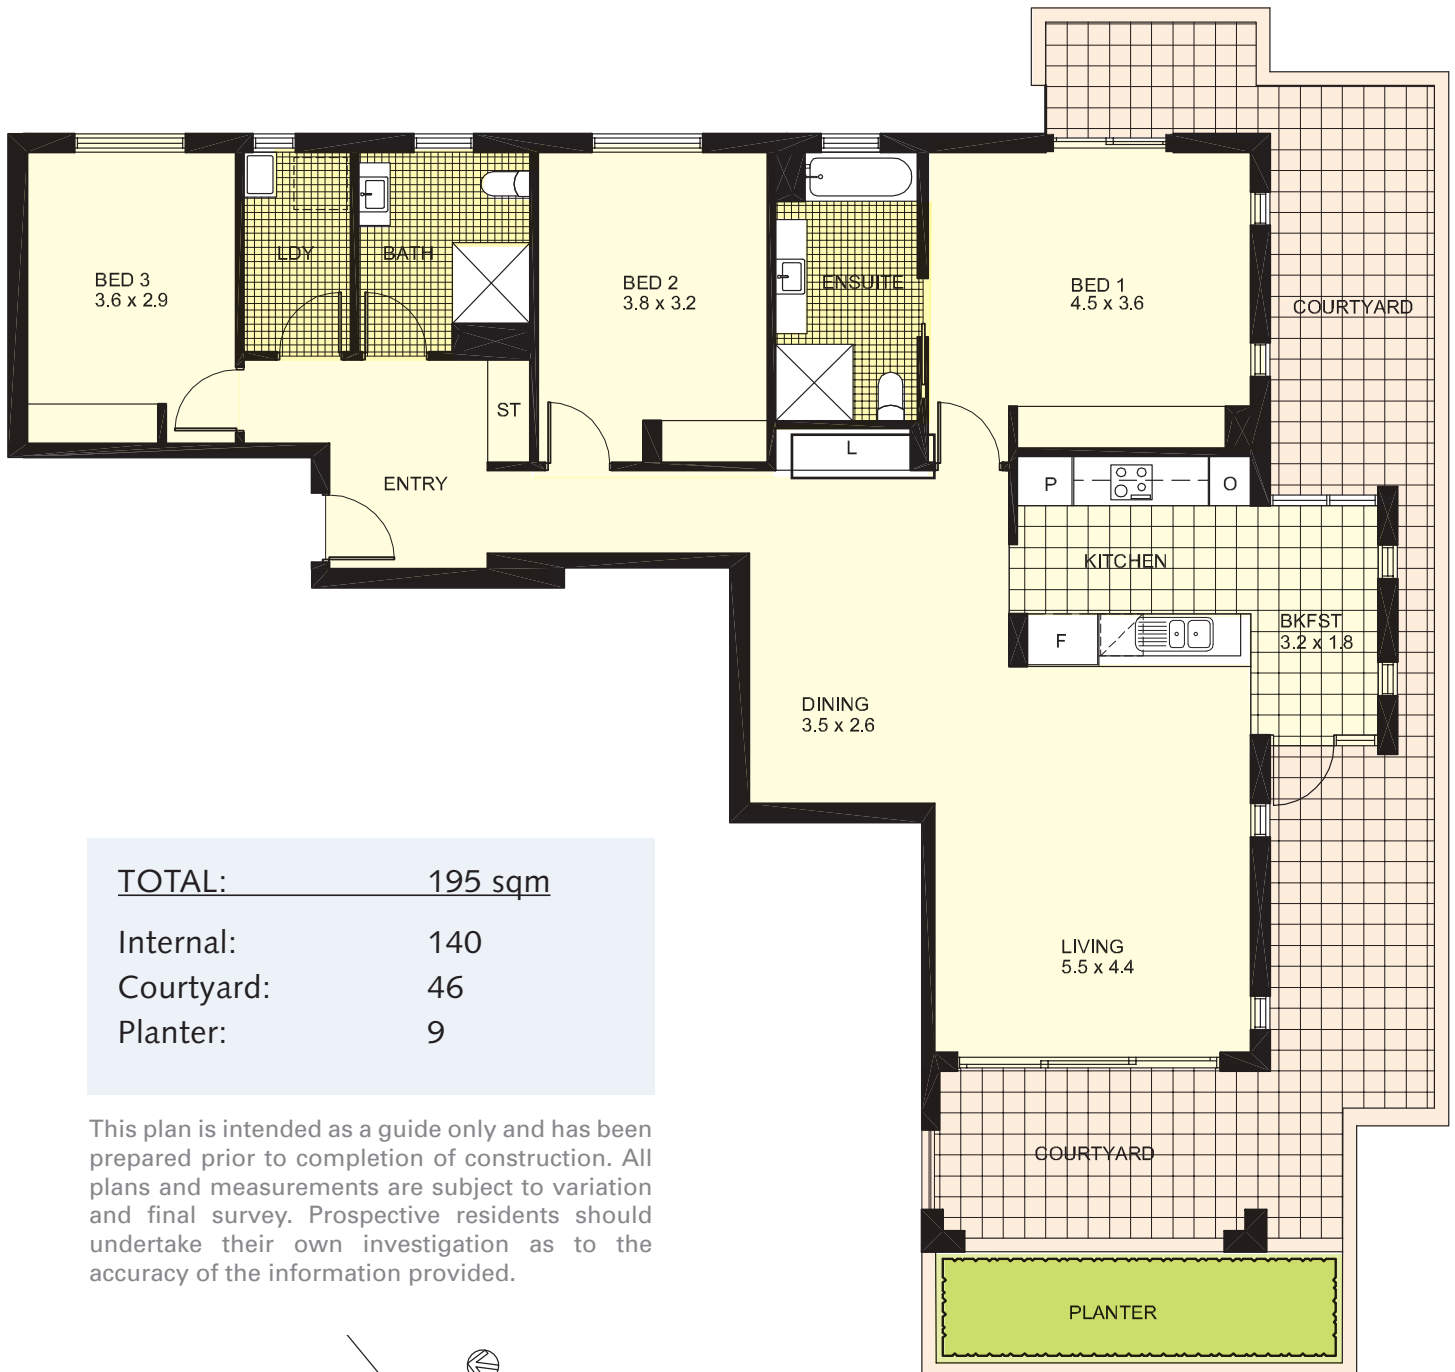 BED 3
3.6 x 2.9
LDY
BATH
BED 2
3.8 x 3.2
ENSUITE
BED 1
4.5 x 3.6
COURTYARD
ST
L
ENTRY
P
O
KITCHEN
F
BKFST
3.2 x 1.8
DINING
3.5 x 2.6
LIVING
5.5 x 4.4
COURTYARD
PLANTER
TOTAL: 195 sqm
Internal: 140
Courtyard: 46
Planter: 9
This plan is intended as a guide only and has been
prepared prior to completion of construction. All
plans and measurements are subject to variation
and final survey. Prospective residents should
undertake their own investigation as to the
accuracy of the information provided.